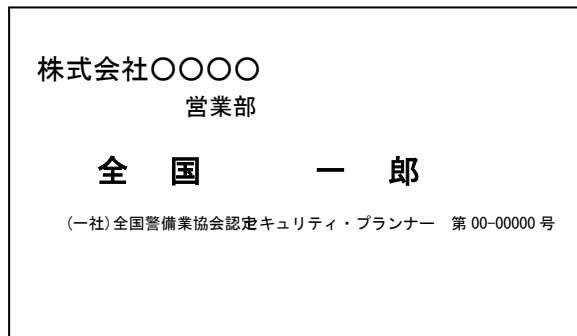 株式会社〇〇〇〇
営業部
全 国 一 郎
(一社)全国警備業協会認定セキュリティ・プランナー 第 00-00000 号